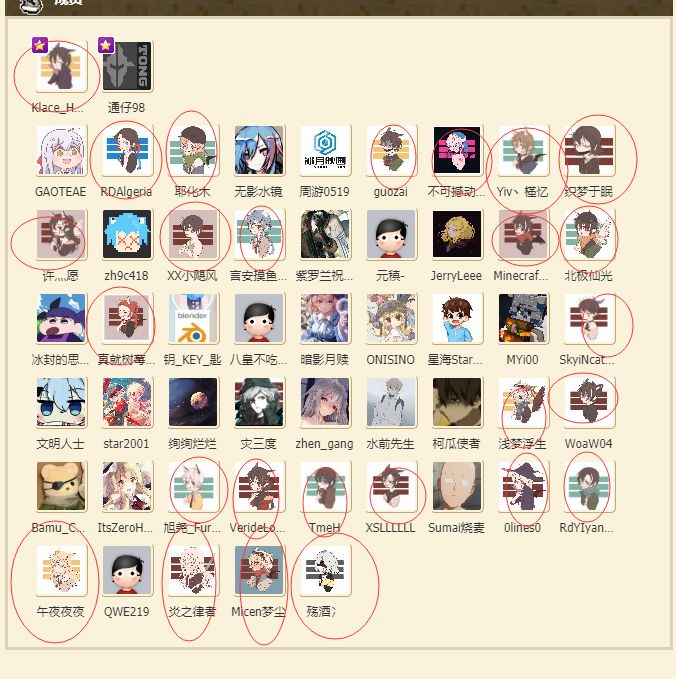 成员
Klace_H... 通仔98
TONG
GAOTEAE RDAlgeria 耶化木 无影水镜 周游0519 guozai 不可撼动... Yiv丶槿忆 织梦于眠
许灬愿 zh9c418 XX小飓风 言安摸鱼... 紫罗兰祝... 元稹- JerryLeee Minecraf... 北极仙光
blender
冰封的思... 真就树莓... 钥_KEY_匙 八皇不吃... 暗影月赎 ONISINO 星海Star... MYi00 SkyiNcat...
文明人士 star2001 绚绚烂烂 灾三度 zhen_gang 水前先生 柯瓜使者 浅梦浮生 WoaW04
Bamu_C... ItsZeroH... 旭尧_Fur... VerideLo... TmeH XSLLLLLL Sumai烧麦 0lines0 RdYIyan...
午夜夜夜 QWE219 炎之律者 Micen梦尘 殇酒冫